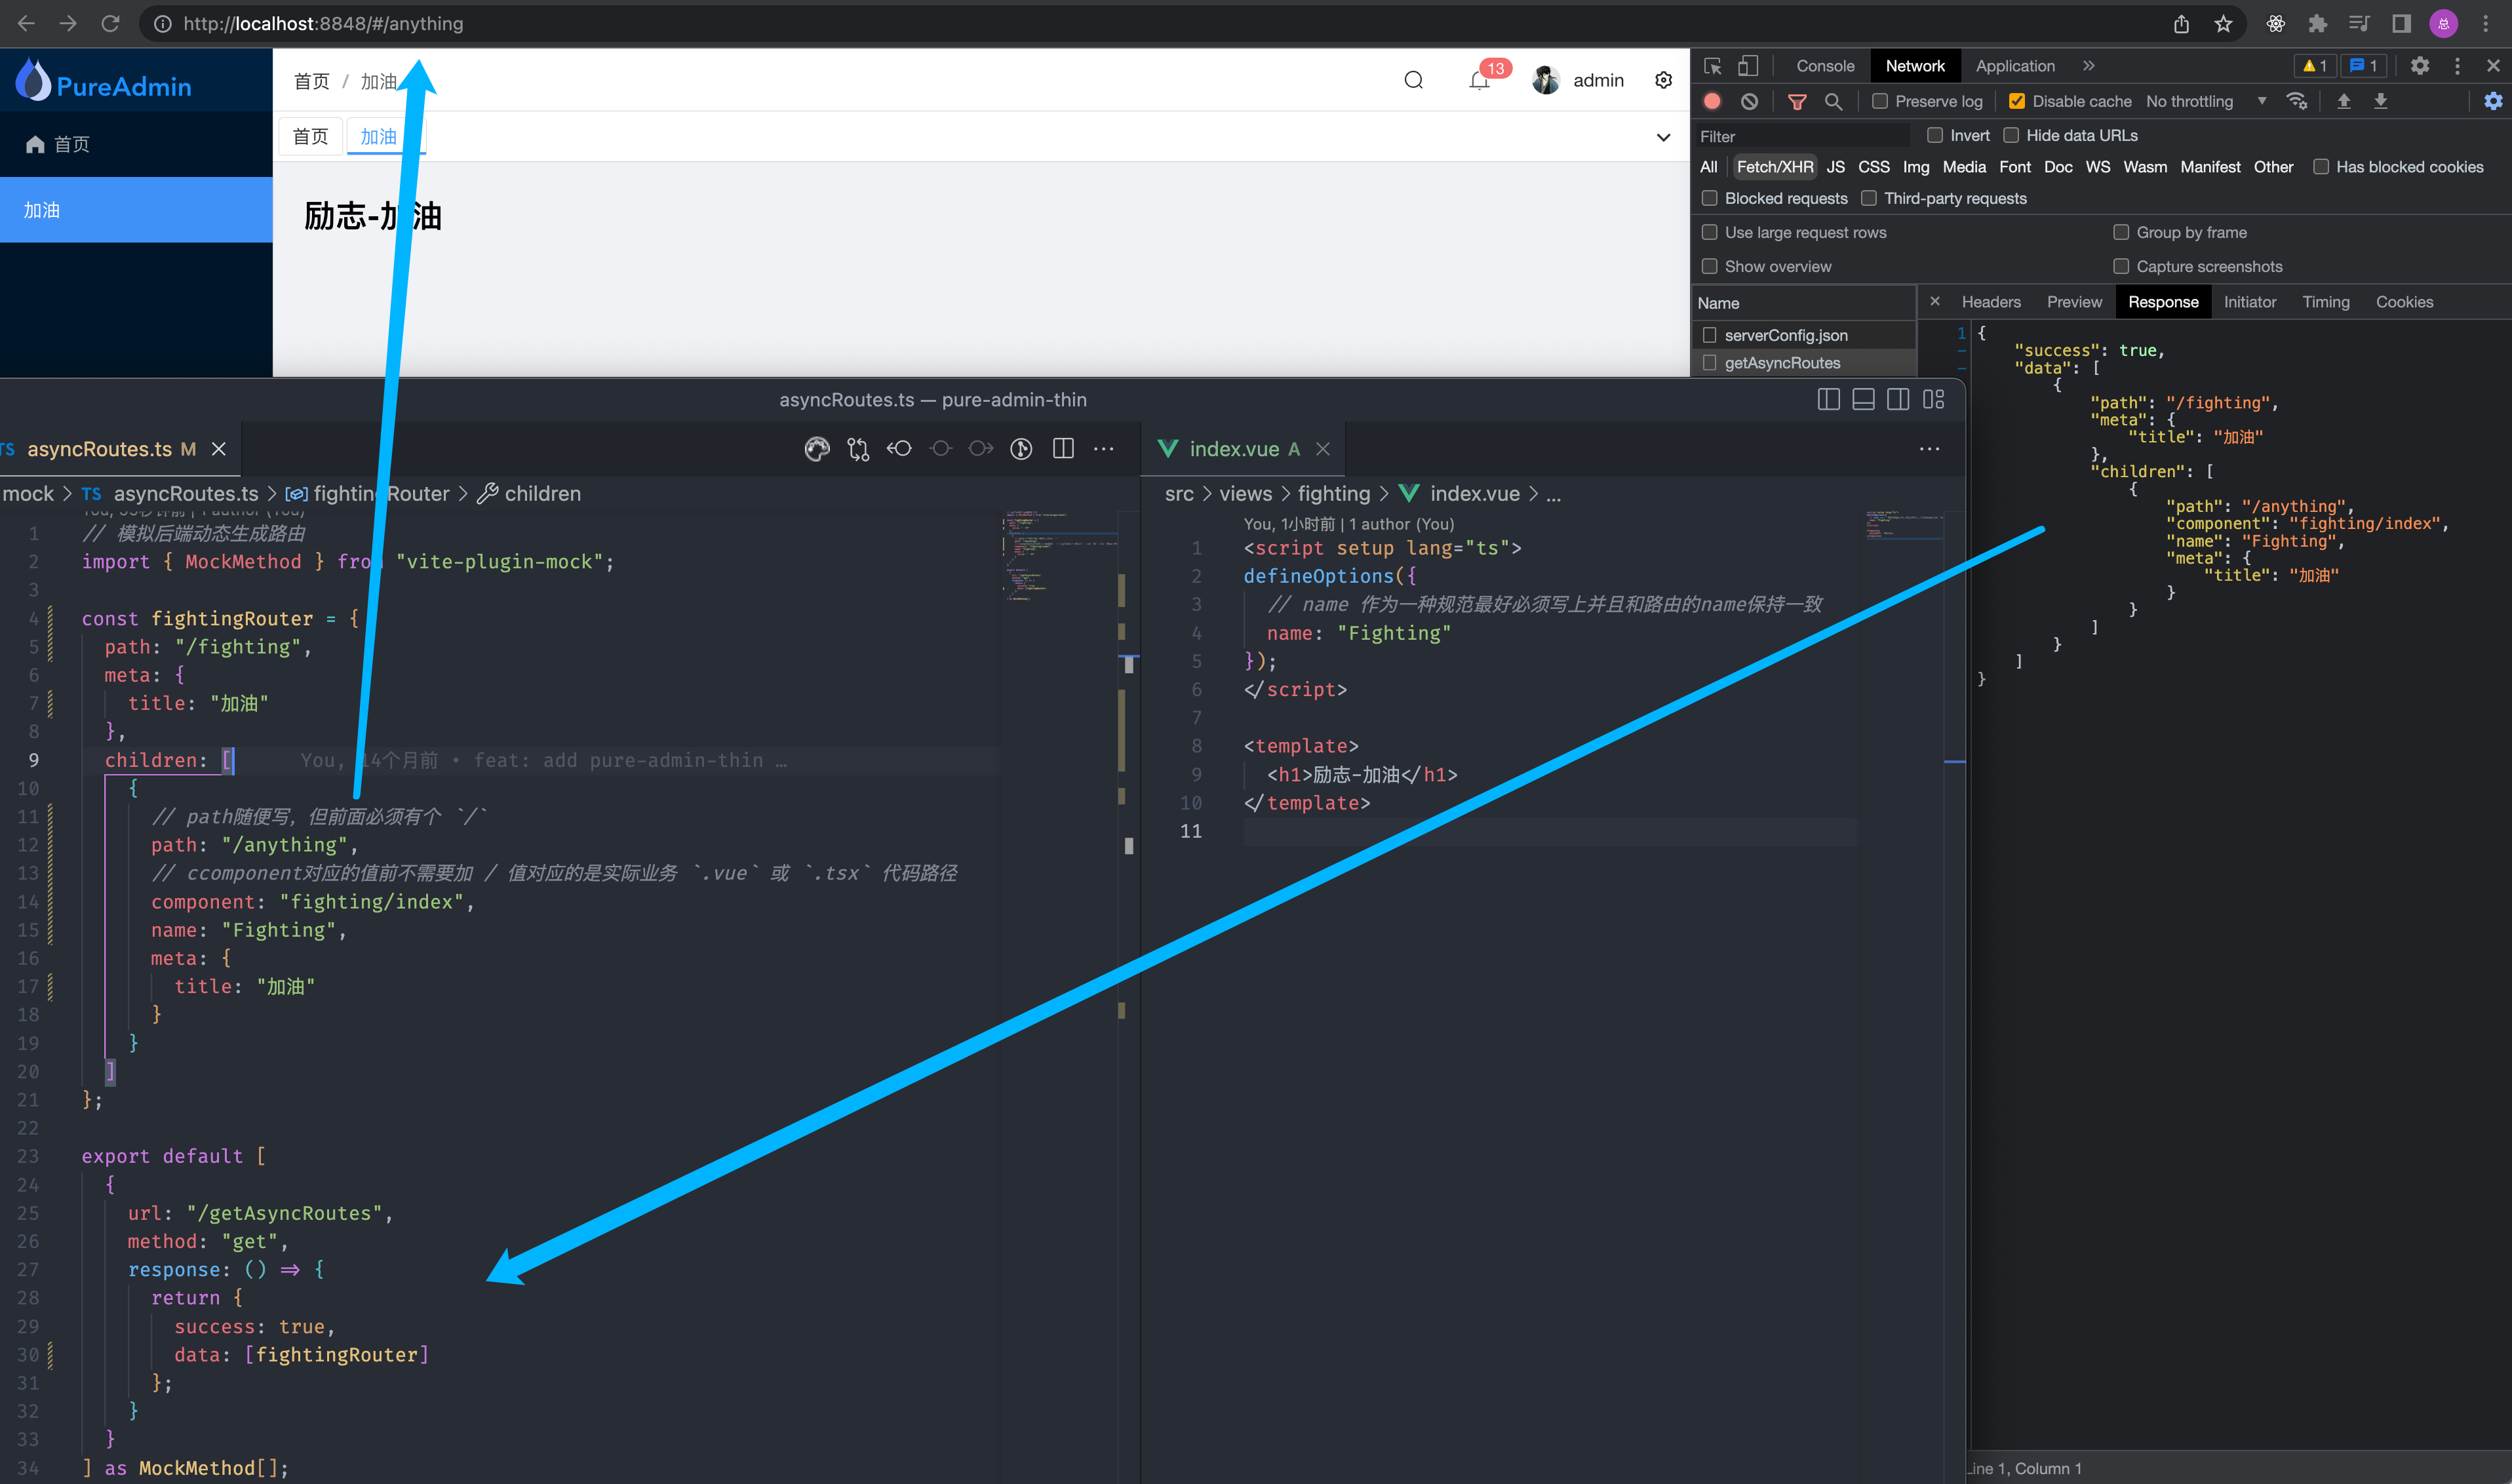 http://localhost:8848/#/anything
PureAdmin
首页 / 加油
13
admin
首页
加油
首页
加油
励志-加油
Console
Network
Application
1
1
Preserve log
Disable cache
No throttling
Filter
Invert
Hide data URLs
All Fetch/XHR JS CSS Img Media Font Doc WS Wasm Manifest Other Has blocked cookies
Blocked requests Third-party requests
Use large request rows Group by frame
Show overview Capture screenshots
Name
serverConfig.json
getAsyncRoutes
Headers Preview Response Initiator Timing Cookies
1 {
- "success": true,
- "data": [
{
"path": "/fighting",
"meta": {
"title": "加油"
},
"children": [
{
"path": "/anything",
"component": "fighting/index",
"name": "Fighting",
"meta": {
"title": "加油"
}
}
]
}
]
}
Line 1, Column 1
asyncRoutes.ts — pure-admin-thin
TS asyncRoutes.ts M
mock > TS asyncRoutes.ts > fightingRouter > children
1 // 模拟后端动态生成路由
2 import { MockMethod } from "vite-plugin-mock";
3
4 const fightingRouter = {
5 path: "/fighting",
6 meta: {
7 title: "加油"
8 },
9 children: [ You, 14个月前 • feat: add pure-admin-thin …
10 {
11 // path随便写，但前面必须有个 `/`
12 path: "/anything",
13 // ccomponent对应的值前不需要加 / 值对应的是实际业务 `.vue` 或 `.tsx` 代码路径
14 component: "fighting/index",
15 name: "Fighting",
16 meta: {
17 title: "加油"
18 }
19 }
20 ]
21 };
22
23 export default [
24 {
25 url: "/getAsyncRoutes",
26 method: "get",
27 response: () => {
28 return {
29 success: true,
30 data: [fightingRouter]
31 };
32 }
33 }
34 ] as MockMethod[];
index.vue A
src > views > fighting > index.vue > ...
You, 1小时前 | 1 author (You)
1 <script setup lang="ts">
2 defineOptions({
3 // name 作为一种规范最好必须写上并且和路由的name保持一致
4 name: "Fighting"
5 });
6 </script>
7
8 <template>
9 <h1>励志-加油</h1>
10 </template>
11